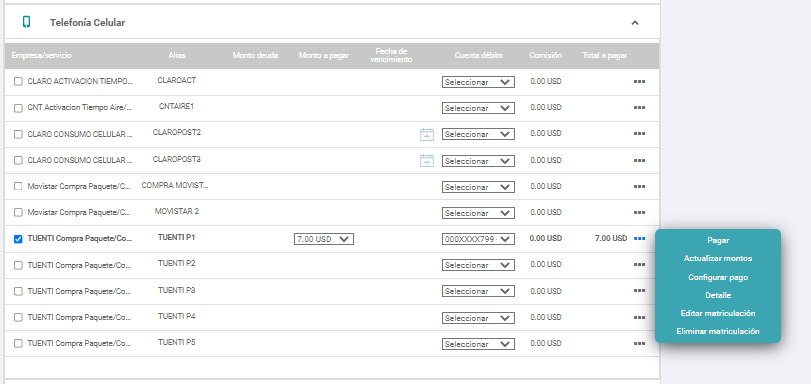 Telefonía Celular
Empresa/servicio Alias Monto deuda Monto a pagar Fecha de vencimiento Cuenta débito Comisión Total a pagar
CLARO ACTIVACION TIEMPO... CLAROACT Seleccionar 0.00 USD
CNT Activacion Tiempo Aire/... CNTAIRE1 Seleccionar 0.00 USD
CLARO CONSUMO CELULAR ... CLAROPOST2 Seleccionar 0.00 USD
CLARO CONSUMO CELULAR ... CLAROPOST3 Seleccionar 0.00 USD
Movistar Compra Paquete/C... COMPRA MOVIST... Seleccionar 0.00 USD
Movistar Compra Paquete/C... MOVISTAR 2 Seleccionar 0.00 USD
TUENTI Compra Paquete/Co... TUENTI P1 7.00 USD 000XXXX799 0.00 USD 7.00 USD
TUENTI Compra Paquete/Co... TUENTI P2 Seleccionar 0.00 USD
TUENTI Compra Paquete/Co... TUENTI P3 Seleccionar 0.00 USD
TUENTI Compra Paquete/Co... TUENTI P4 Seleccionar 0.00 USD
TUENTI Compra Paquete/Co... TUENTI P5 Seleccionar 0.00 USD
Pagar
Actualizar montos
Configurar pago
Detalle
Editar matriculación
Eliminar matriculación